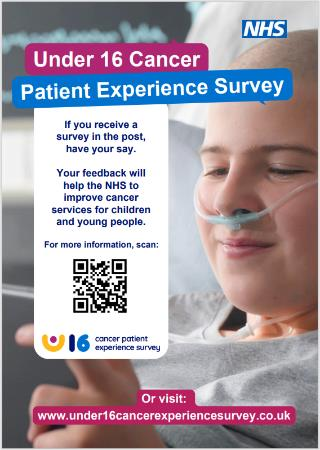 NHS
Under 16 Cancer
Patient Experience Survey
If you receive a
survey in the post,
have your say.
Your feedback will
help the NHS to
improve cancer
services for children
and young people.
For more information, scan:
U16 cancer patient
experience survey
Or visit:
www.under16cancerexperiencesurvey.co.uk